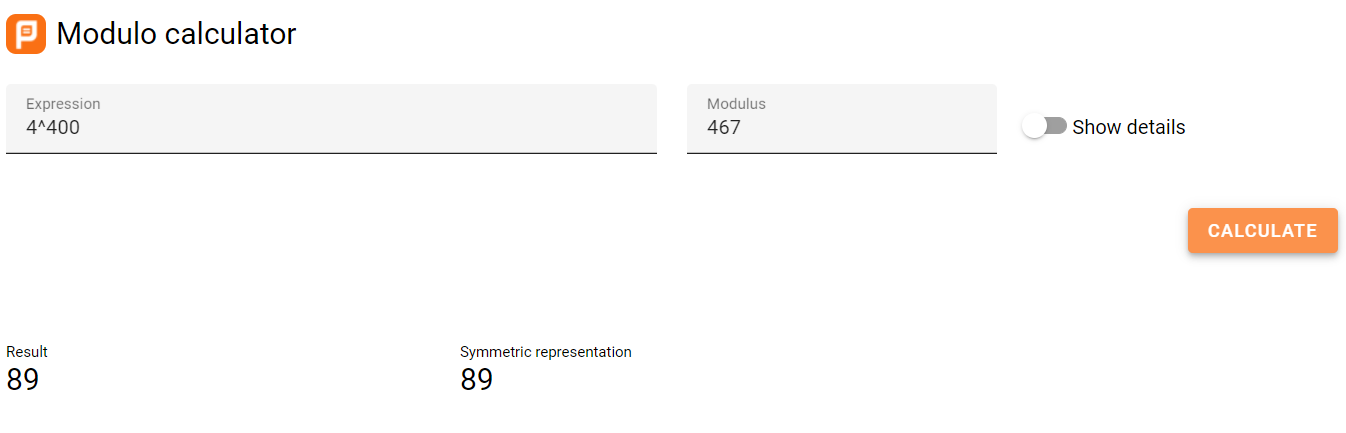 Modulo calculator
Expression
4^400
Modulus
467
Show details
CALCULATE
Result
89
Symmetric representation
89